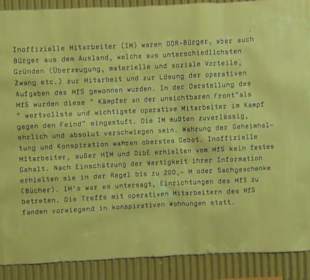 Inoffizielle Mitarbeiter (IM) waren DDR-Bürger, aber auch
Bürger aus dem Ausland, welche aus unterschiedlichsten
Gründen (Überzeugung, materielle und soziale Vorteile,
Zwang etc.) zur Mitarbeit und zur Lösung der operativen
Aufgaben des MfS gewonnen wurden. In der Darstellung des
MfS wurden diese " Kämpfer an der unsichtbaren Front"als
" wertvollste und wichtigste operative Mitarbeiter im Kampf
gegen den Feind" eingestuft. Die IM mußten zuverlässig,
ehrlich und absolut verschwiegen sein. Wahrung der Geheimhal-
tung und Konspiration wahren oberstes Gebot. Inoffizielle
Mitarbeiter, außer HIM und OibE erhielten vom MfS kein festes
Gehalt. Nach Einschätzung der Wertigkeit ihrer Information
erhielten sie in der Regel bis zu 200,- M oder Sachgeschenke
(Bücher). IM's war es untersagt, Einrichtungen des MfS zu
betreten. Die Treffs mit operativen Mitarbeitern des MfS
fanden vorwiegend in konspirativen Wohnungen statt.